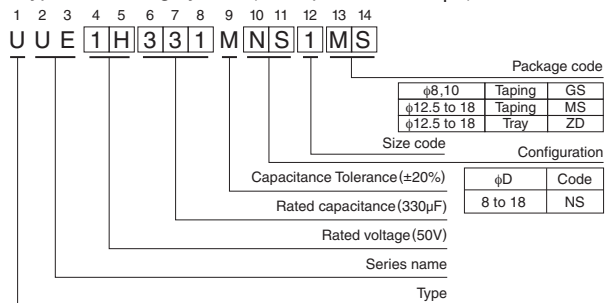 1 2 3 4 5 6 7 8 9 10 11 12 13 14
U U E 1 H 3 3 1 M N S 1 M S
Package code
φ8,10 Taping GS
φ12.5 to 18 Taping MS
φ12.5 to 18 Tray ZD
Size code
Configuration
φD Code
8 to 18 NS
Capacitance Tolerance (±20%)
Rated capacitance (330µF)
Rated voltage (50V)
Series name
Type